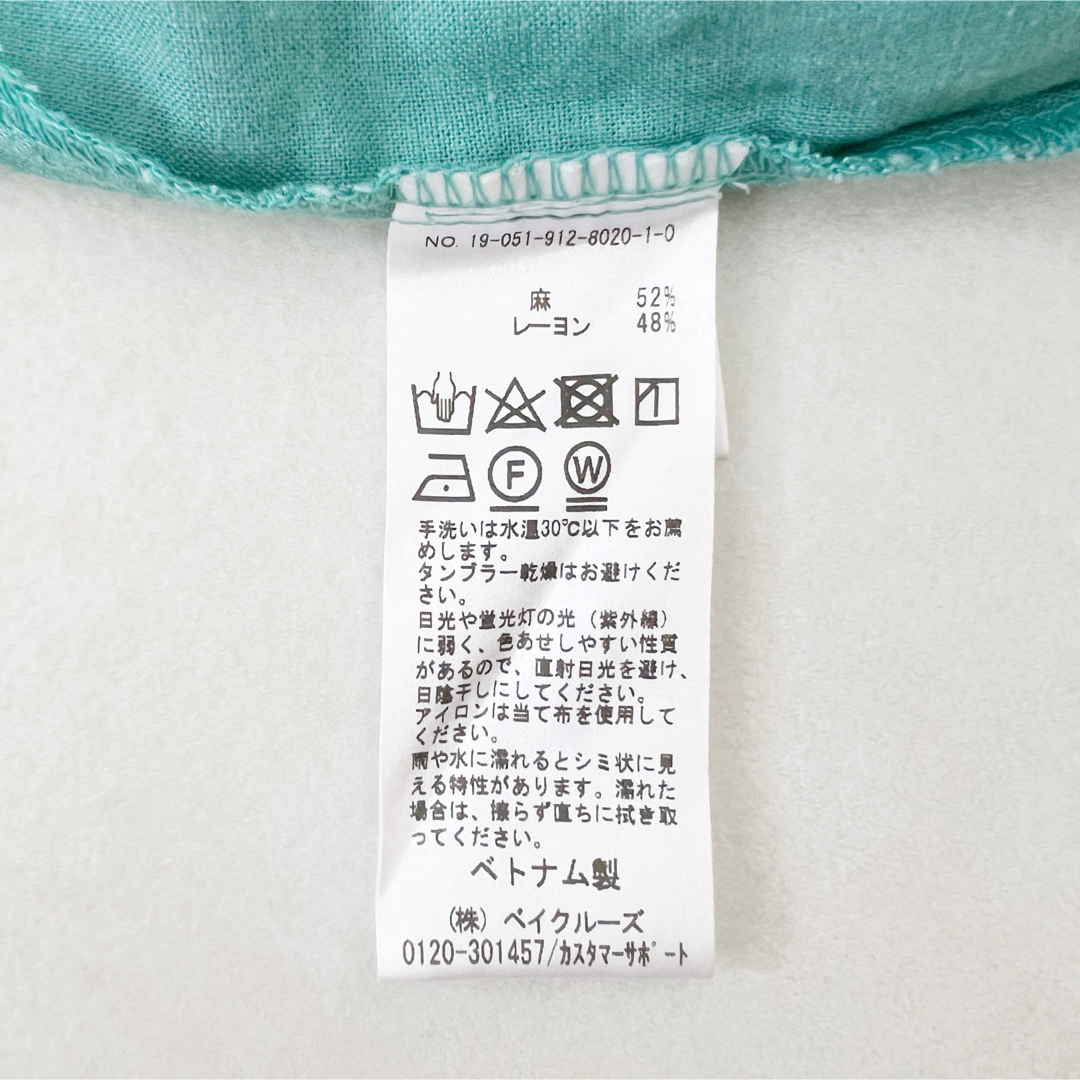 NO. 19-051-912-8020-1-0
麻 52%
レーヨン 48%
F W
手洗いは水温30℃以下をお薦
めします。
タンブラー乾燥はお避けくだ
さい。
日光や蛍光灯の光（紫外線）
に弱く、色あせしやすい性質
があるので、直射日光を避け、
日陰干しにしてください。
アイロンは当て布を使用して
ください。
雨や水に濡れるとシミ状に見
える特性があります。濡れた
場合は、擦らず直ちに拭き取
ってください。
ベトナム製
（株）ベイクルーズ
0120-301457/ｶｽﾀﾏｰｻﾎﾟｰﾄ